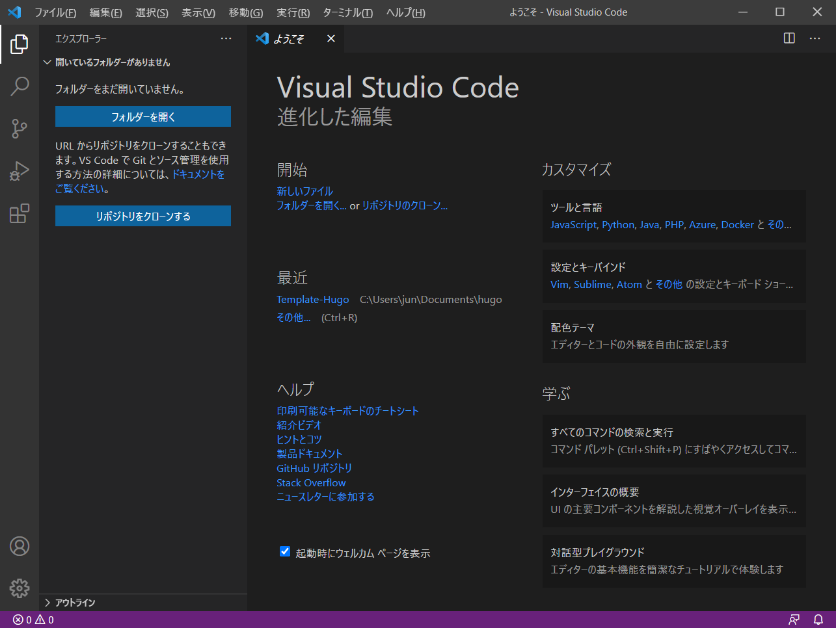 ファイル(F) 編集(E) 選択(S) 表示(V) 移動(G) 実行(R) ターミナル(T) ヘルプ(H) ようこそ - Visual Studio Code
エクスプローラー
開いているフォルダーがありません
フォルダーをまだ開いていません。
フォルダーを開く
URL からリポジトリをクローンすることもでき
ます。VS Code で Git とソース管理を使用
する方法の詳細については、ドキュメントを
ご覧ください。
リポジトリをクローンする
アウトライン
ようこそ
Visual Studio Code
進化した編集
開始
新しいファイル
フォルダーを開く... or リポジトリのクローン...
最近
Template-Hugo C:\Users\jun\Documents\hugo
その他... (Ctrl+R)
ヘルプ
印刷可能なキーボードのチートシート
紹介ビデオ
ヒントとコツ
製品ドキュメント
GitHub リポジトリ
Stack Overflow
ニュースレターに参加する
起動時にウェルカム ページを表示
カスタマイズ
ツールと言語
JavaScript, Python, Java, PHP, Azure, Docker と その...
設定とキーバインド
Vim, Sublime, Atom と その他 の設定とキーボード ショー...
配色テーマ
エディターとコードの外観を自由に設定します
学ぶ
すべてのコマンドの検索と実行
コマンド パレット (Ctrl+Shift+P) にすばやくアクセスしてコマ...
インターフェイスの概要
UI の主要コンポーネントを解説した視覚オーバーレイを表示...
対話型プレイグラウンド
エディターの基本機能を簡潔なチュートリアルで体験します
0 0